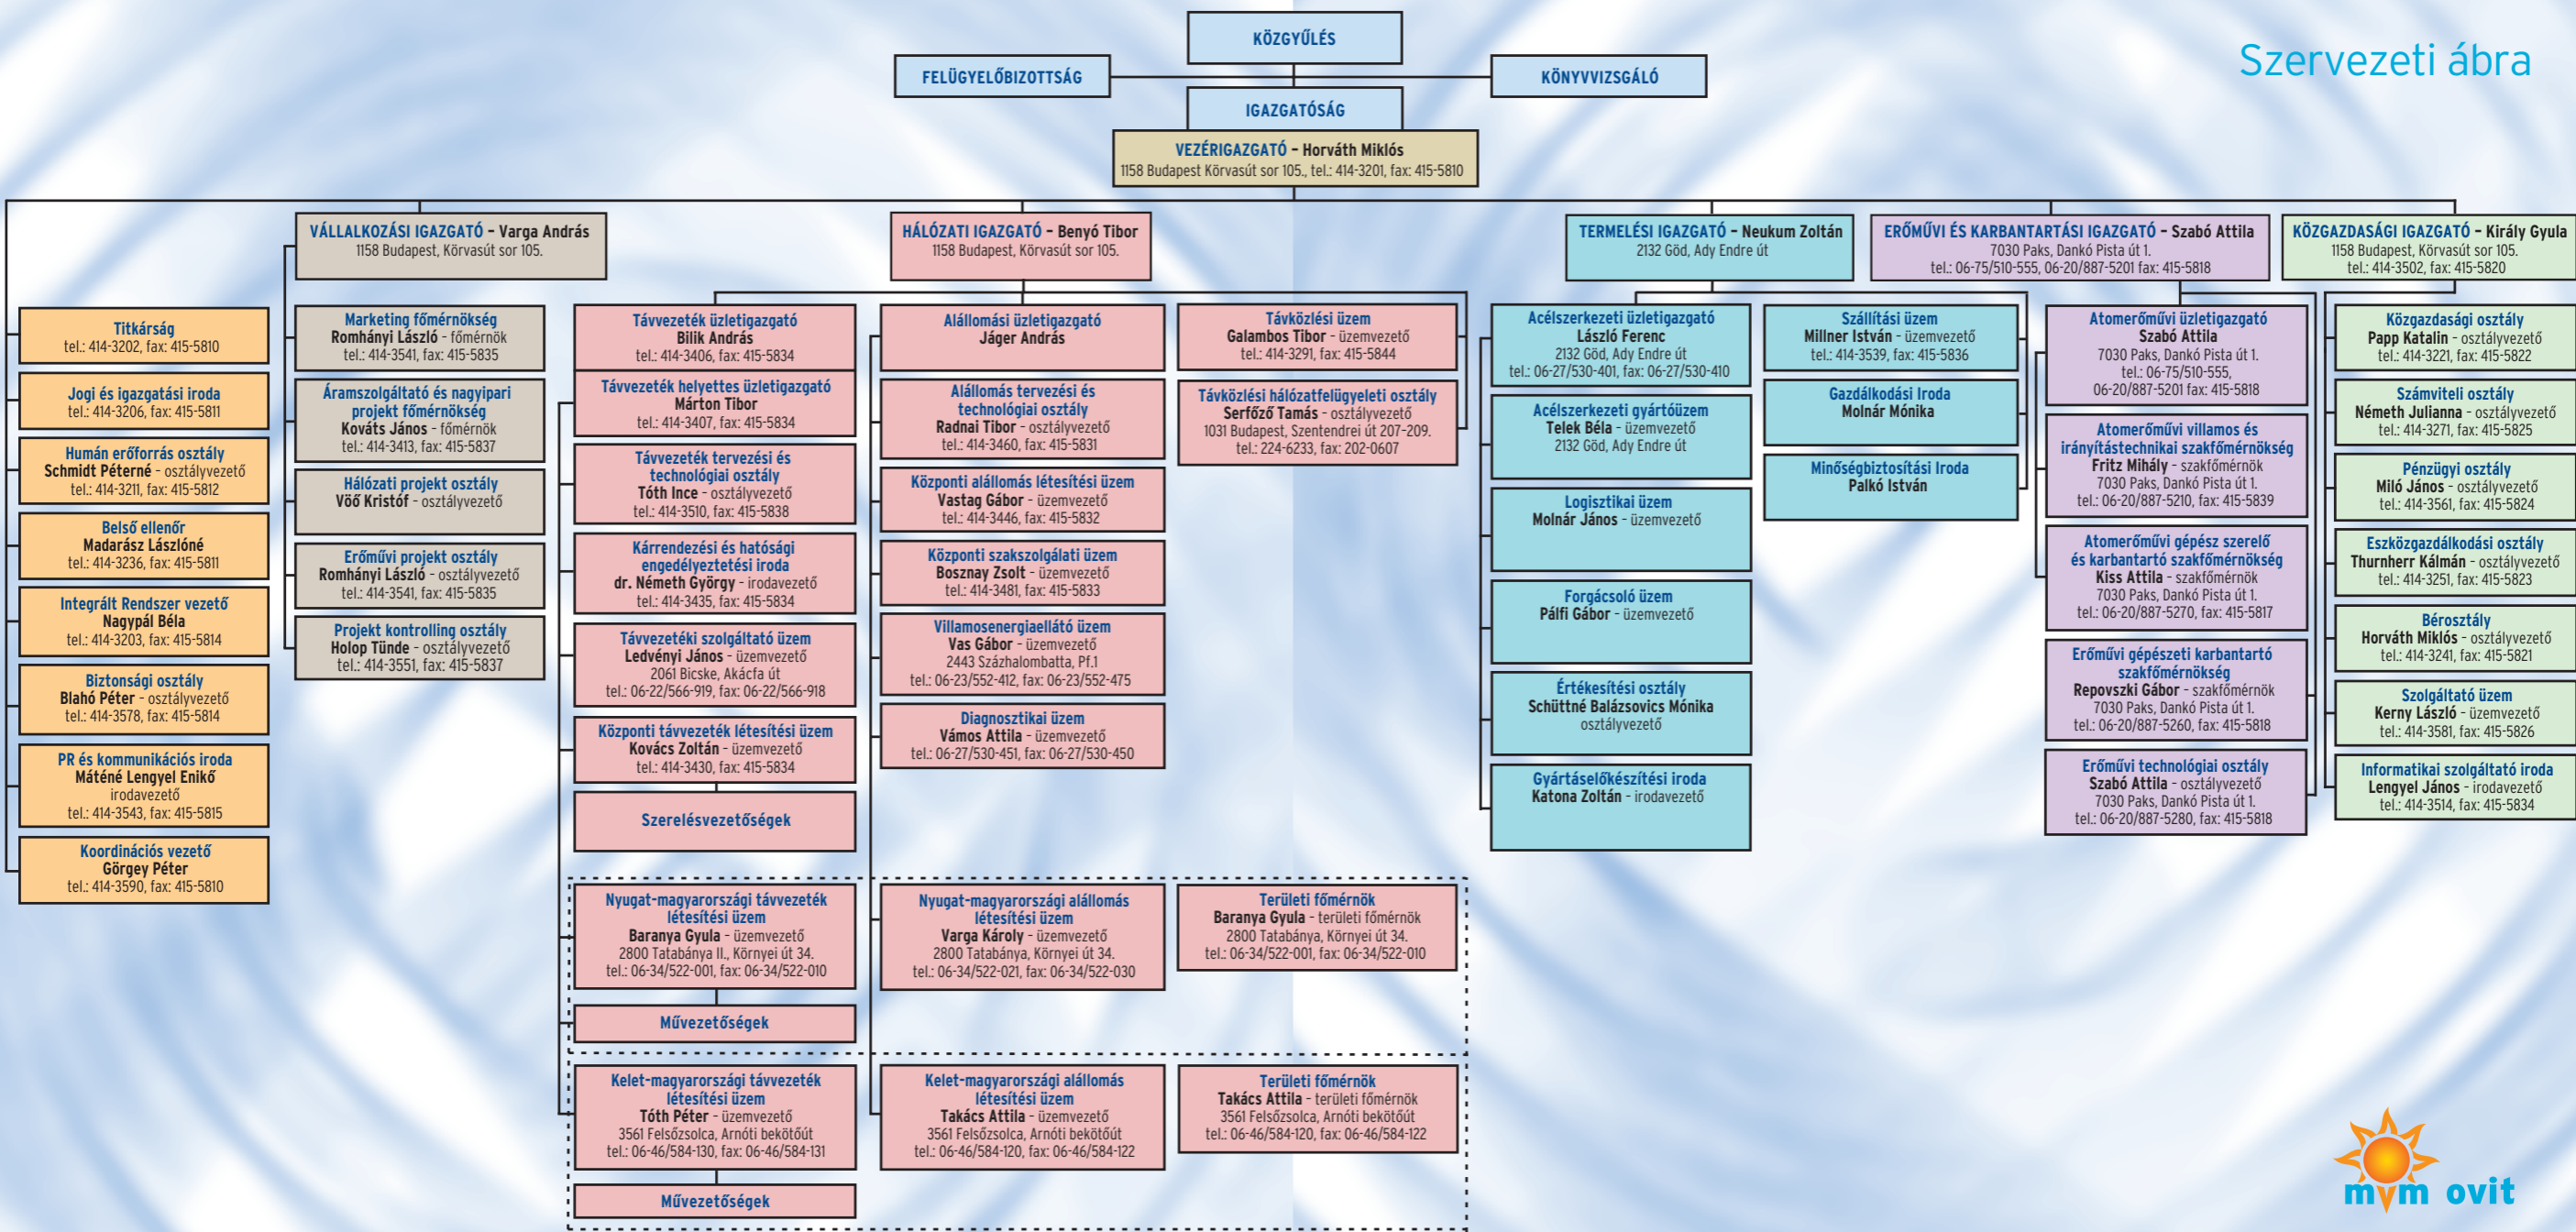 Szervezeti ábra
KÖZGYŰLÉS
FELÜGYELŐBIZOTTSÁG
KÖNYVVIZSGÁLÓ
IGAZGATÓSÁG
VEZÉRIGAZGATÓ – Horváth Miklós
1158 Budapest Körvasút sor 105., tel.: 414-3201, fax: 415-5810
Titkárság
tel.: 414-3202, fax: 415-5810
Jogi és igazgatási iroda
tel.: 414-3206, fax: 415-5811
Humán erőforrás osztály
Schmidt Péterné - osztályvezető
tel.: 414-3211, fax: 415-5812
Belső ellenőr
Madarász Lászlóné
tel.: 414-3236, fax: 415-5811
Integrált Rendszer vezető
Nagypál Béla
tel.: 414-3203, fax: 415-5814
Biztonsági osztály
Blahó Péter - osztályvezető
tel.: 414-3578, fax: 415-5814
PR és kommunikációs iroda
Máténé Lengyel Enikő
irodavezető
tel.: 414-3543, fax: 415-5815
Koordinációs vezető
Görgey Péter
tel.: 414-3590, fax: 415-5810
VÁLLALKOZÁSI IGAZGATÓ – Varga András
1158 Budapest, Körvasút sor 105.
Marketing főmérnökség
Romhányi László - főmérnök
tel.: 414-3541, fax: 415-5835
Áramszolgáltató és nagyipari
projekt főmérnökség
Kováts János - főmérnök
tel.: 414-3413, fax: 415-5837
Hálózati projekt osztály
Vöő Kristóf - osztályvezető
Erőművi projekt osztály
Romhányi László - osztályvezető
tel.: 414-3541, fax: 415-5835
Projekt kontrolling osztály
Holop Tünde - osztályvezető
tel.: 414-3551, fax: 415-5837
HÁLÓZATI IGAZGATÓ – Benyó Tibor
1158 Budapest, Körvasút sor 105.
Távvezeték üzletigazgató
Bilik András
tel.: 414-3406, fax: 415-5834
Távvezeték helyettes üzletigazgató
Márton Tibor
tel.: 414-3407, fax: 415-5834
Távvezeték tervezési és
technológiai osztály
Tóth Ince - osztályvezető
tel.: 414-3510, fax: 415-5838
Kárrendezési és hatósági
engedélyeztetési iroda
dr. Németh György - irodavezető
tel.: 414-3435, fax: 415-5834
Távvezetéki szolgáltató üzem
Ledvényi János - üzemvezető
2061 Bicske, Akácfa út
tel.: 06-22/566-919, fax: 06-22/566-918
Központi távvezeték létesítési üzem
Kovács Zoltán - üzemvezető
tel.: 414-3430, fax: 415-5834
Szerelésvezetőségek
Nyugat-magyarországi távvezeték
létesítési üzem
Baranya Gyula - üzemvezető
2800 Tatabánya II., Környei út 34.
tel.: 06-34/522-001, fax: 06-34/522-010
Művezetőségek
Kelet-magyarországi távvezeték
létesítési üzem
Tóth Péter - üzemvezető
3561 Felsőzsolca, Arnóti bekötőút
tel.: 06-46/584-130, fax: 06-46/584-131
Művezetőségek
Alállomási üzletigazgató
Jáger András
Alállomás tervezési és
technológiai osztály
Radnai Tibor - osztályvezető
tel.: 414-3460, fax: 415-5831
Központi alállomás létesítési üzem
Vastag Gábor - üzemvezető
tel.: 414-3446, fax: 415-5832
Központi szakszolgálati üzem
Bosznay Zsolt - üzemvezető
tel.: 414-3481, fax: 415-5833
Villamosenergiaellátó üzem
Vas Gábor - üzemvezető
2443 Százhalombatta, Pf.1
tel.: 06-23/552-412, fax: 06-23/552-475
Diagnosztikai üzem
Vámos Attila - üzemvezető
tel.: 06-27/530-451, fax: 06-27/530-450
Nyugat-magyarországi alállomás
létesítési üzem
Varga Károly - üzemvezető
2800 Tatabánya, Környei út 34.
tel.: 06-34/522-021, fax: 06-34/522-030
Kelet-magyarországi alállomás
létesítési üzem
Takács Attila - üzemvezető
3561 Felsőzsolca, Arnóti bekötőút
tel.: 06-46/584-120, fax: 06-46/584-122
Távközlési üzem
Galambos Tibor - üzemvezető
tel.: 414-3291, fax: 415-5844
Távközlési hálózatfelügyeleti osztály
Serfőző Tamás - osztályvezető
1031 Budapest, Szentendrei út 207-209.
tel.: 224-6233, fax: 202-0607
Területi főmérnök
Baranya Gyula - területi főmérnök
2800 Tatabánya, Környei út 34.
tel.: 06-34/522-001, fax: 06-34/522-010
Területi főmérnök
Takács Attila - területi főmérnök
3561 Felsőzsolca, Arnóti bekötőút
tel.: 06-46/584-120, fax: 06-46/584-122
TERMELÉSI IGAZGATÓ – Neukum Zoltán
2132 Göd, Ady Endre út
Acélszerkezeti üzletigazgató
László Ferenc
2132 Göd, Ady Endre út
tel.: 06-27/530-401, fax: 06-27/530-410
Acélszerkezeti gyártóüzem
Telek Béla - üzemvezető
2132 Göd, Ady Endre út
Logisztikai üzem
Molnár János - üzemvezető
Forgácsoló üzem
Pálfi Gábor - üzemvezető
Értékesítési osztály
Schüttné Balázsovics Mónika
osztályvezető
Gyártáselőkészítési iroda
Katona Zoltán - irodavezető
Szállítási üzem
Millner István - üzemvezető
tel.: 414-3539, fax: 415-5836
Gazdálkodási Iroda
Molnár Mónika
Minőségbiztosítási Iroda
Palkó István
ERŐMŰVI ÉS KARBANTARTÁSI IGAZGATÓ – Szabó Attila
7030 Paks, Dankó Pista út 1.
tel.: 06-75/510-555, 06-20/887-5201 fax: 415-5818
Atomerőművi üzletigazgató
Szabó Attila
7030 Paks, Dankó Pista út 1.
tel.: 06-75/510-555,
06-20/887-5201 fax: 415-5818
Atomerőművi villamos és
irányítástechnikai szakfőmérnökség
Fritz Mihály - szakfőmérnök
7030 Paks, Dankó Pista út 1.
tel.: 06-20/887-5210, fax: 415-5839
Atomerőművi gépész szerelő
és karbantartó szakfőmérnökség
Kiss Attila - szakfőmérnök
7030 Paks, Dankó Pista út 1.
tel.: 06-20/887-5270, fax: 415-5817
Erőművi gépészeti karbantartó
szakfőmérnökség
Repovszki Gábor - szakfőmérnök
7030 Paks, Dankó Pista út 1.
tel.: 06-20/887-5260, fax: 415-5818
Erőművi technológiai osztály
Szabó Attila - osztályvezető
7030 Paks, Dankó Pista út 1.
tel.: 06-20/887-5280, fax: 415-5818
KÖZGAZDASÁGI IGAZGATÓ – Király Gyula
1158 Budapest, Körvasút sor 105.
tel.: 414-3502, fax: 415-5820
Közgazdasági osztály
Papp Katalin - osztályvezető
tel.: 414-3221, fax: 415-5822
Számviteli osztály
Németh Julianna - osztályvezető
tel.: 414-3271, fax: 415-5825
Pénzügyi osztály
Miló János - osztályvezető
tel.: 414-3561, fax: 415-5824
Eszközgazdálkodási osztály
Thurnherr Kálmán - osztályvezető
tel.: 414-3251, fax: 415-5823
Bérosztály
Horváth Miklós - osztályvezető
tel.: 414-3241, fax: 415-5821
Szolgáltató üzem
Kerny László - üzemvezető
tel.: 414-3581, fax: 415-5826
Informatikai szolgáltató iroda
Lengyel János - irodavezető
tel.: 414-3514, fax: 415-5834
mvm ovit